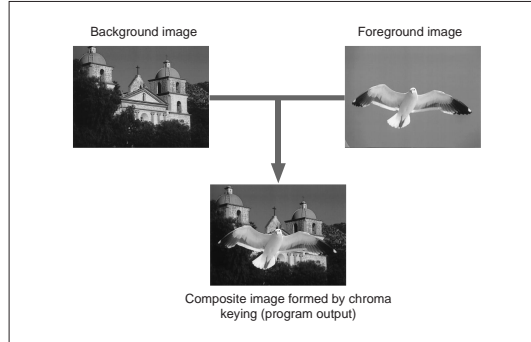 Background image
Foreground image
Composite image formed by chroma
keying (program output)